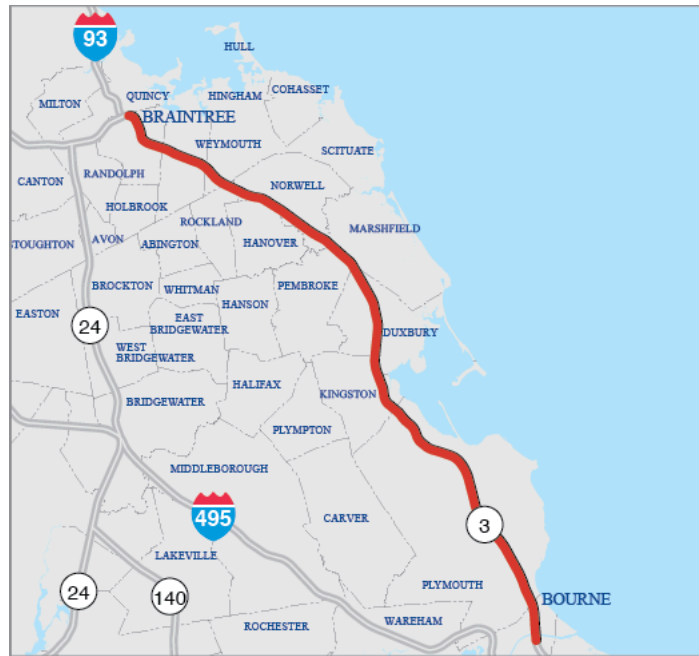 93
HULL
QUINCY
HINGHAM
COHASSET
MILTON
BRAINTREE
WEYMOUTH
SCITUATE
CANTON
RANDOLPH
NORWELL
HOLBROOK
ROCKLAND
MARSHFIELD
TOUGHTON
AVON
ABINGTON
HANOVER
BROCKTON
WHITMAN
PEMBROKE
HANSON
EASTON
24
EAST
BRIDGEWATER
DUXBURY
WEST
BRIDGEWATER
HALIFAX
KINGSTON
BRIDGEWATER
PLYMPTON
MIDDLEBOROUGH
495
CARVER
3
LAKEVILLE
24
140
PLYMOUTH
BOURNE
ROCHESTER
WAREHAM